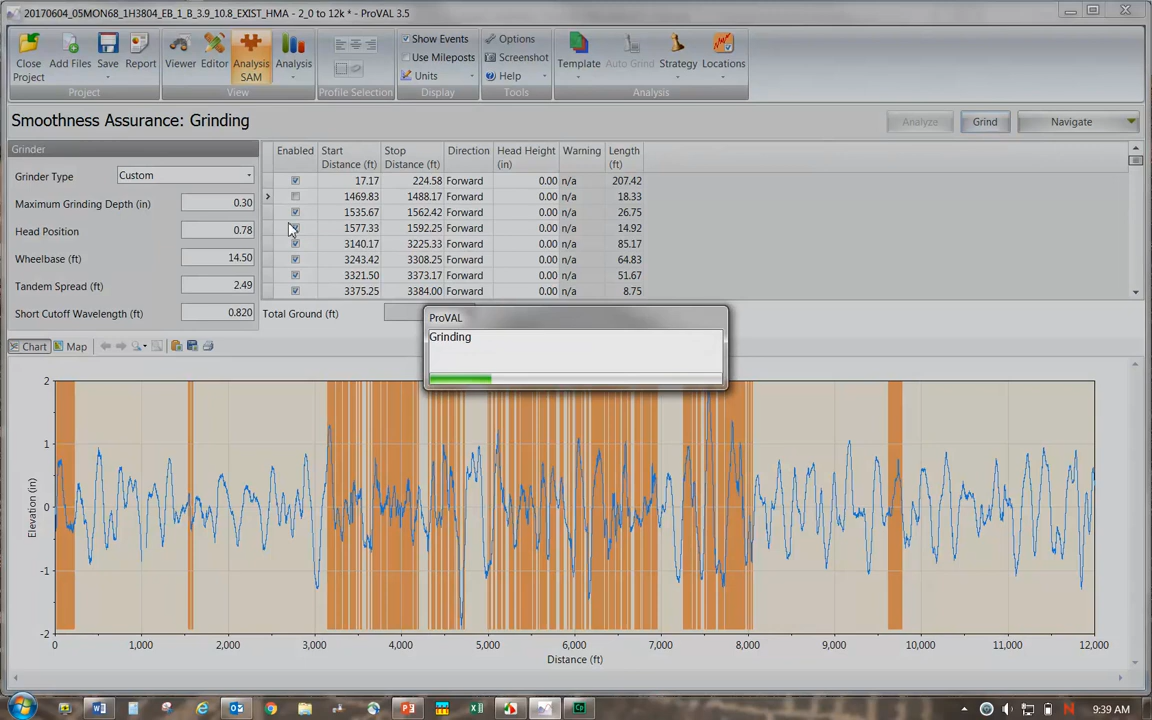 20170604_05MON68_1H3804_EB_1_B_3.9_10.8_EXIST_HMA - 2_0 to 12k * - ProVAL 3.5
Close Project
Add Files
Save
Report
Project
Viewer
Editor
Analysis SAM
Analysis
View
Profile Selection
Show Events
Use Mileposts
Units
Display
Options
Screenshot
Help
Tools
Template
Auto Grind
Strategy
Locations
Analysis
Smoothness Assurance: Grinding
Analyze
Grind
Navigate
Grinder
Grinder Type Custom
Maximum Grinding Depth (in) 0.30
Head Position 0.78
Wheelbase (ft) 14.50
Tandem Spread (ft) 2.49
Short Cutoff Wavelength (ft) 0.820
Enabled Start Distance (ft) Stop Distance (ft) Direction Head Height (in) Warning Length (ft)
17.17 224.58 Forward 0.00 n/a 207.42
1469.83 1488.17 Forward 0.00 n/a 18.33
1535.67 1562.42 Forward 0.00 n/a 26.75
1577.33 1592.25 Forward 0.00 n/a 14.92
3140.17 3225.33 Forward 0.00 n/a 85.17
3243.42 3308.25 Forward 0.00 n/a 64.83
3321.50 3373.17 Forward 0.00 n/a 51.67
3375.25 3384.00 Forward 0.00 n/a 8.75
Total Ground (ft)
ProVAL
Grinding
Chart
Map
Elevation (in)
2
1
0
-1
-2
0 1,000 2,000 3,000 4,000 5,000 6,000 7,000 8,000 9,000 10,000 11,000 12,000
Distance (ft)
9:39 AM